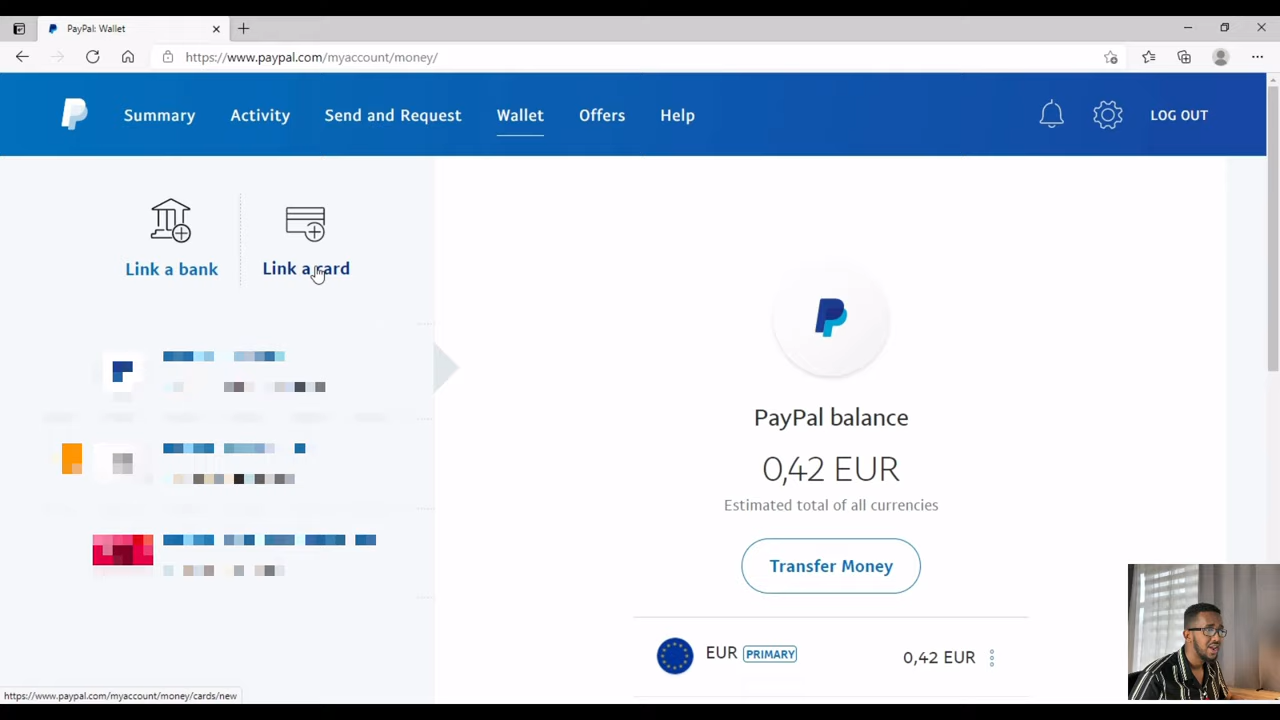 PayPal: Wallet
https://www.paypal.com/myaccount/money/
Summary
Activity
Send and Request
Wallet
Offers
Help
LOG OUT
Link a bank
Link a card
PayPal balance
0,42 EUR
Estimated total of all currencies
Transfer Money
EUR PRIMARY
0,42 EUR
https://www.paypal.com/myaccount/money/cards/new